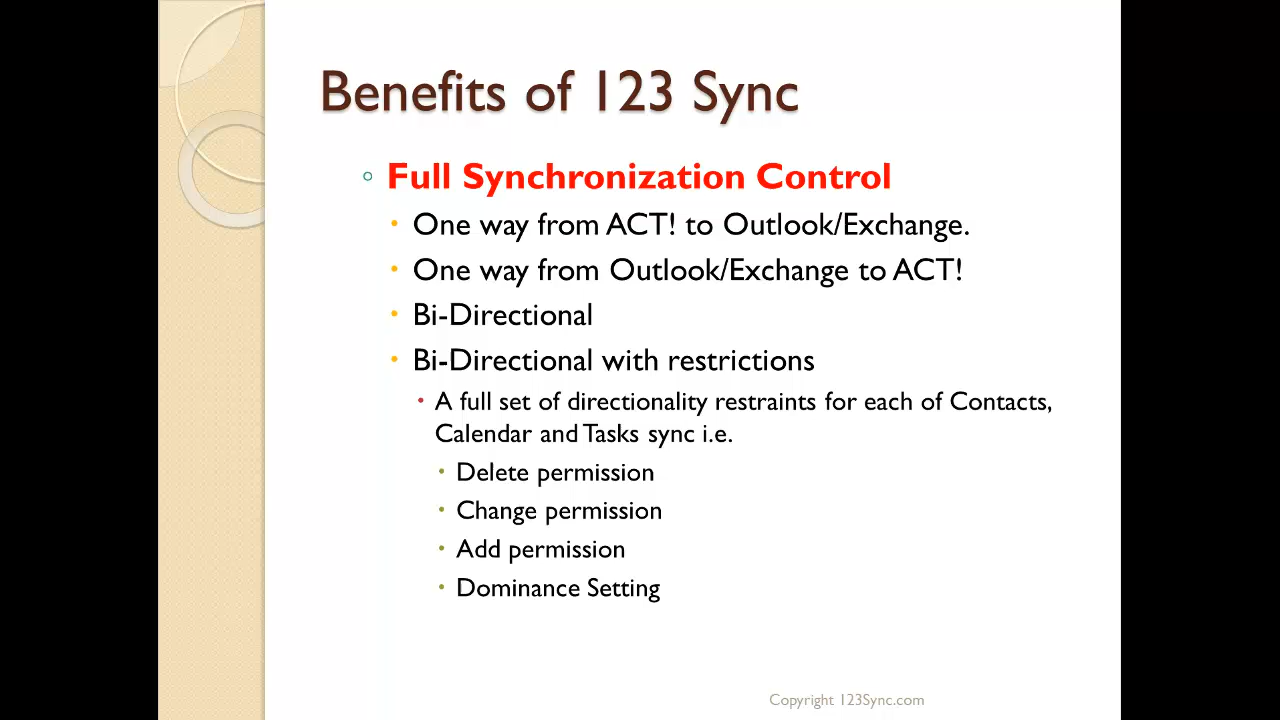 Benefits of 123 Sync
Full Synchronization Control
One way from ACT! to Outlook/Exchange.
One way from Outlook/Exchange to ACT!
Bi-Directional
Bi-Directional with restrictions
A full set of directionality restraints for each of Contacts,
Calendar and Tasks sync i.e.
Delete permission
Change permission
Add permission
Dominance Setting
Copyright 123Sync.com